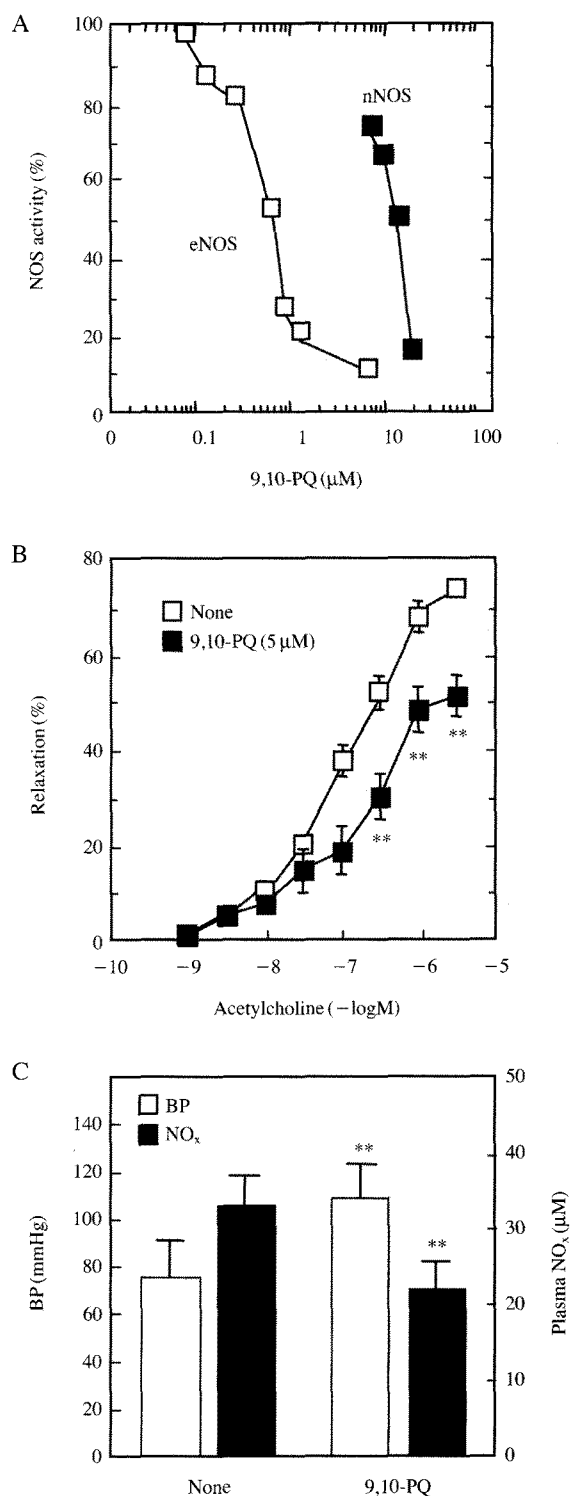 A
100
80
60
40
20
0
NOS activity (%)
eNOS
nNOS
0
0.1
1
10
100
9,10-PQ (μM)
B
80
60
40
20
0
Relaxation (%)
None
9,10-PQ (5 μM)
**
**
**
−10
−9
−8
−7
−6
−5
Acetylcholine (−logM)
C
BP
NOx
140
120
100
80
60
40
20
0
BP (mmHg)
**
**
50
40
30
20
10
0
Plasma NOx (μM)
None
9,10-PQ